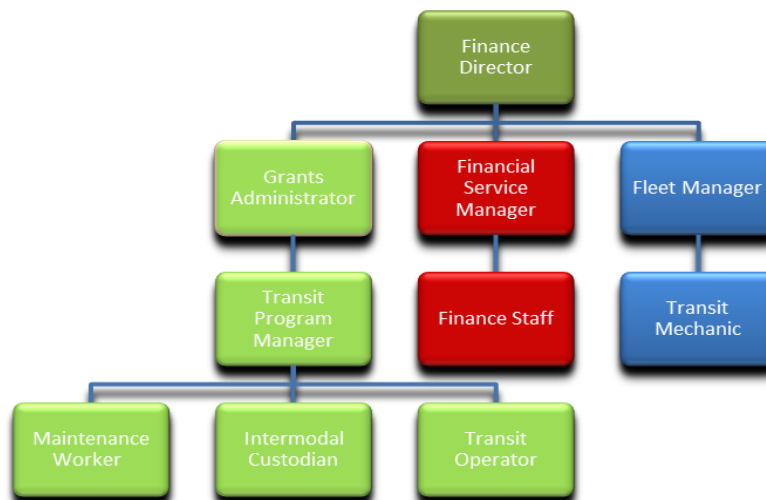 Finance
Director
Grants
Administrator
Financial
Service
Manager
Fleet Manager
Transit
Program
Manager
Finance Staff
Transit
Mechanic
Maintenance
Worker
Intermodal
Custodian
Transit
Operator